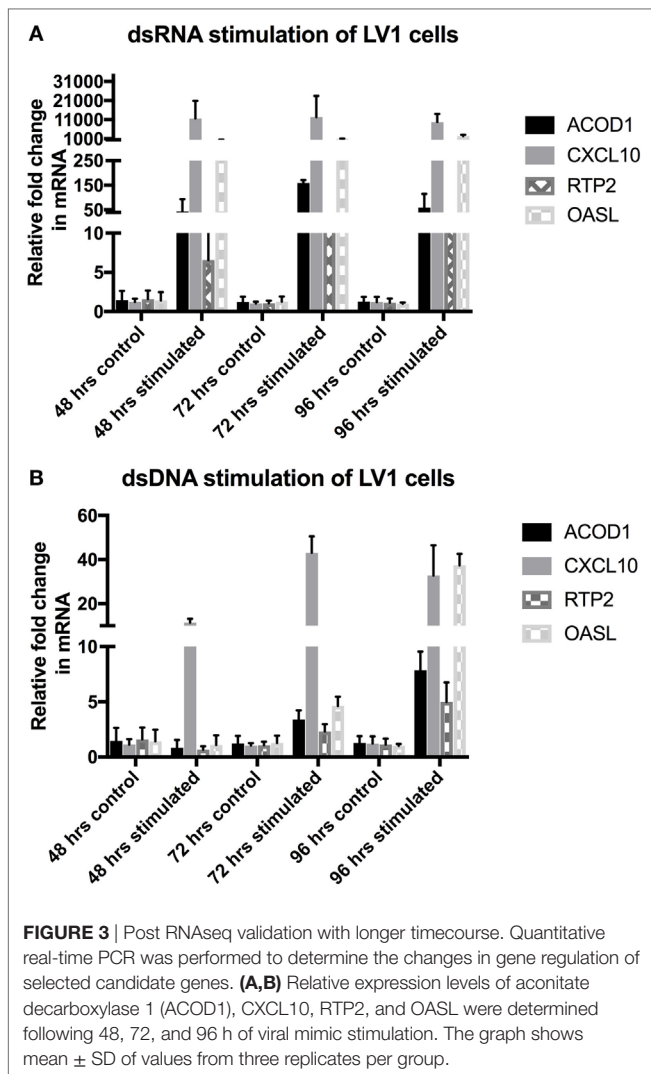 A
dsRNA stimulation of LV1 cells
Relative fold change
in mRNA
31000
21000
11000
1000
250
150
50
10
5
0
48 hrs control
48 hrs stimulated
72 hrs control
72 hrs stimulated
96 hrs control
96 hrs stimulated
ACOD1
CXCL10
RTP2
OASL
B
dsDNA stimulation of LV1 cells
Relative fold change
in mRNA
60
40
20
10
5
0
48 hrs control
48 hrs stimulated
72 hrs control
72 hrs stimulated
96 hrs control
96 hrs stimulated
ACOD1
CXCL10
RTP2
OASL
FIGURE 3 | Post RNAseq validation with longer timecourse. Quantitative
real-time PCR was performed to determine the changes in gene regulation of
selected candidate genes. (A,B) Relative expression levels of aconitate
decarboxylase 1 (ACOD1), CXCL10, RTP2, and OASL were determined
following 48, 72, and 96 h of viral mimic stimulation. The graph shows
mean ± SD of values from three replicates per group.